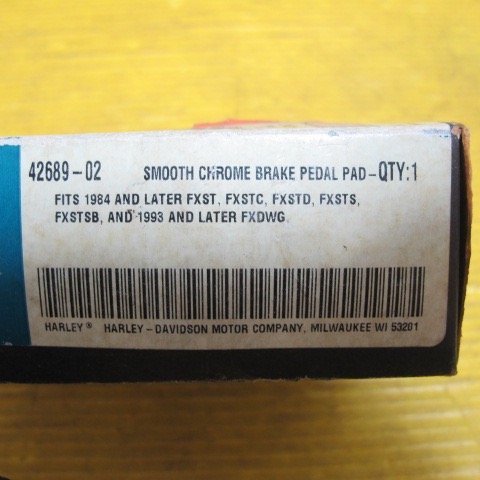 42689-02 SMOOTH CHROME BRAKE PEDAL PAD-QTY:1
FITS 1984 AND LATER FXST, FXSTC, FXSTD, FXSTS,
FXSTSB, AND 1993 AND LATER FXDWG.
HARLEY® HARLEY-DAVIDSON MOTOR COMPANY, MILWAUKEE WI 53201